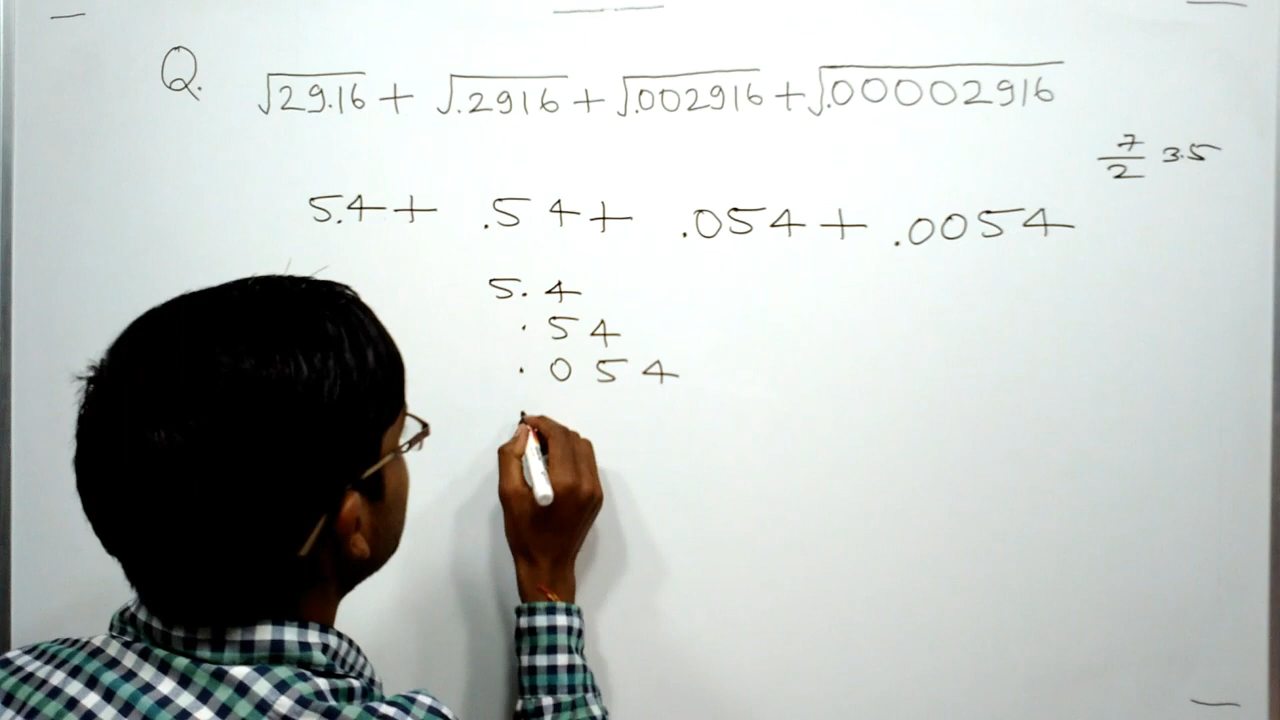 Q. √29.16 + √.2916 + √.002916 + √.00002916
7/2 3.5
5.4 + .54 + .054 + .0054
5.4
.54
.054